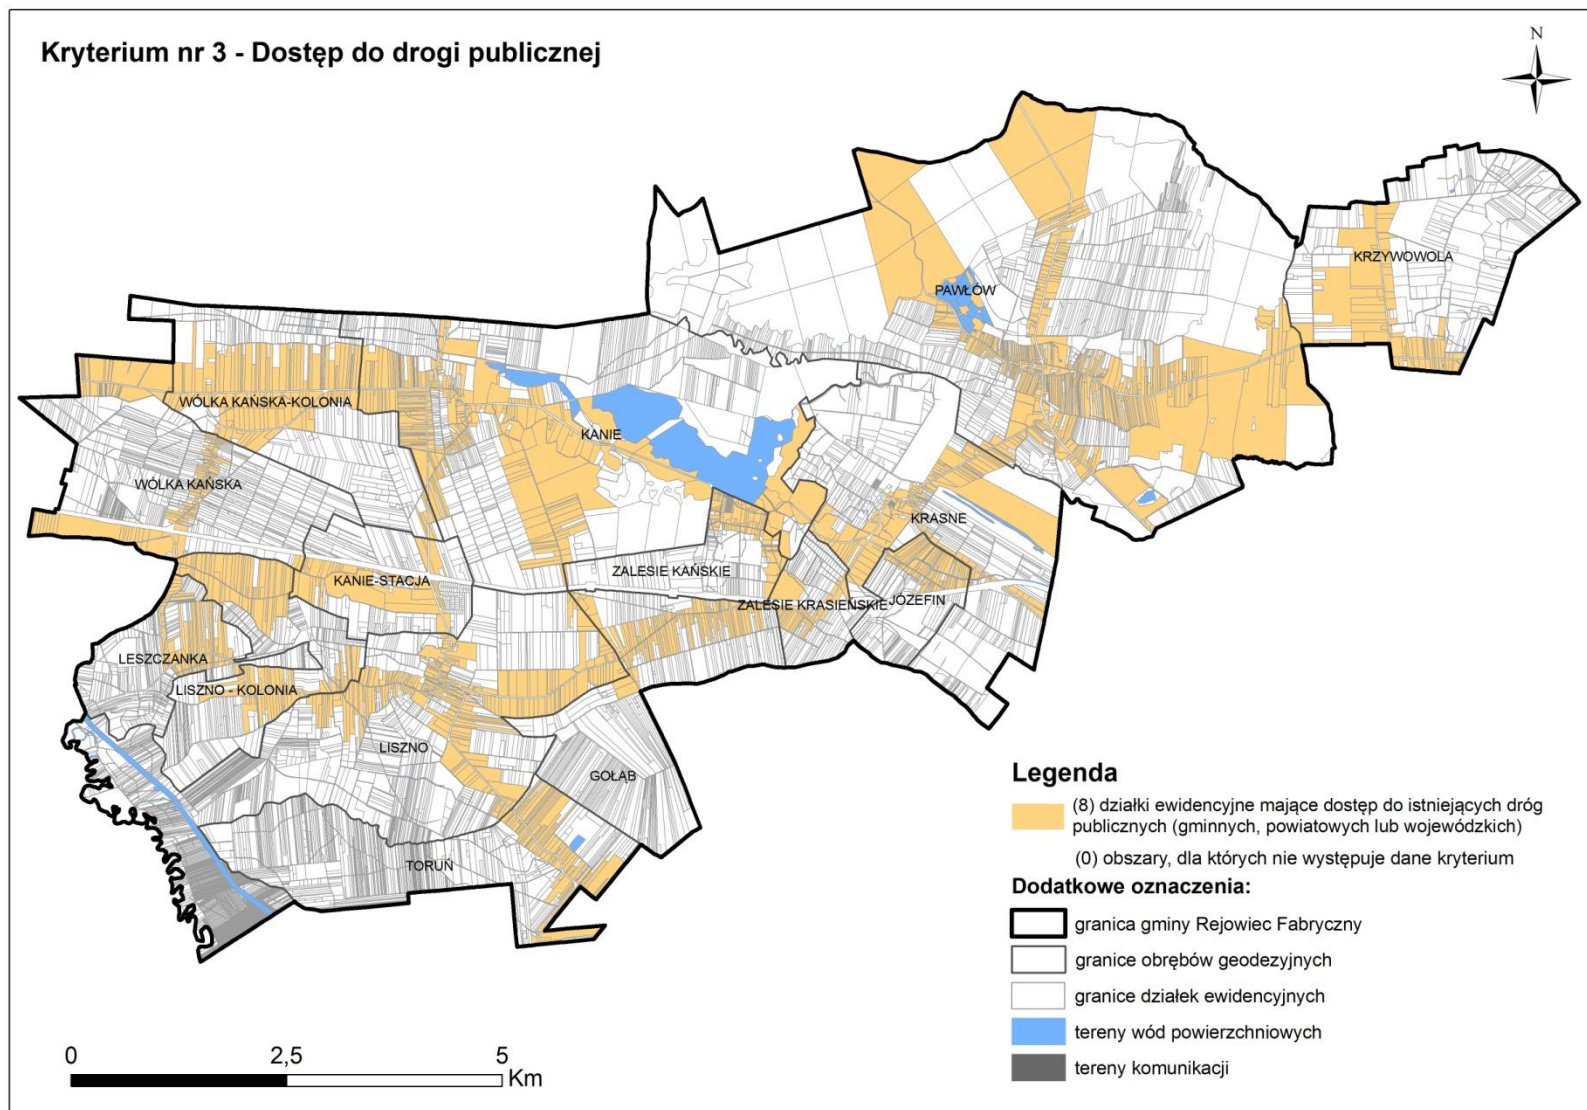 Kryterium nr 3 - Dostęp do drogi publicznej
N
KRZYWOWOLA
PAWŁÓW
WÓLKA KAŃSKA-KOLONIA
KANIE
WÓLKA KAŃSKA
KRASNE
ZALESIE KAŃSKIE
KANIE-STACJA
ZALESIE KRASIEŃSKIE
JÓZEFIN
LESZCZANKA
LISZNO - KOLONIA
LISZNO
GOŁĄB
TORUŃ
Legenda
(8) działki ewidencyjne mające dostęp do istniejących dróg
publicznych (gminnych, powiatowych lub wojewódzkich)
(0) obszary, dla których nie występuje dane kryterium
Dodatkowe oznaczenia:
granica gminy Rejowiec Fabryczny
granice obrębów geodezyjnych
granice działek ewidencyjnych
tereny wód powierzchniowych
tereny komunikacji
0 2,5 5
Km